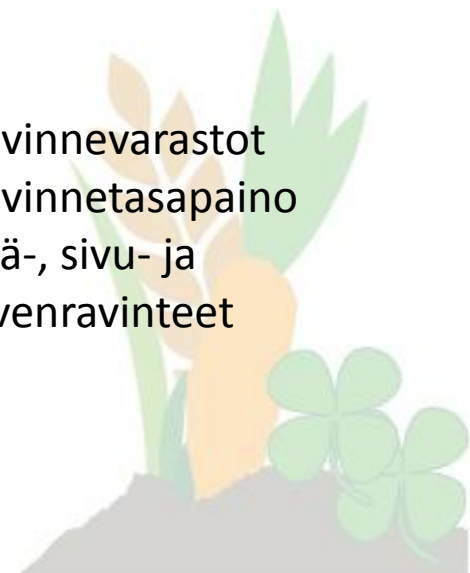 vinnevarastot
vinnetasapaino
ä-, sivu- ja
venravinteet